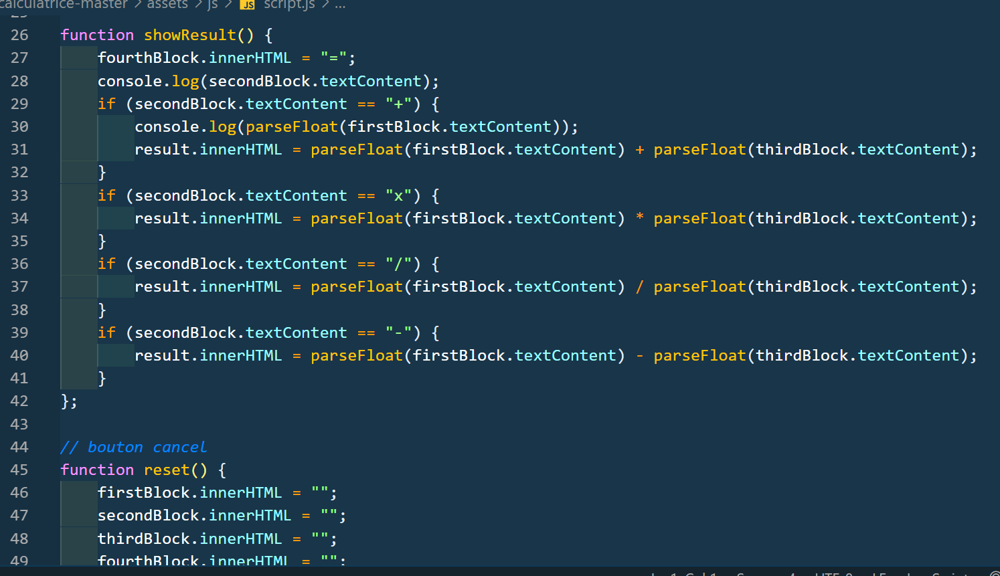 calculatrice-master > assets > js > JS script.js > ...
25
26 function showResult() {
27     fourthBlock.innerHTML = "=";
28     console.log(secondBlock.textContent);
29     if (secondBlock.textContent == "+") {
30         console.log(parseFloat(firstBlock.textContent));
31         result.innerHTML = parseFloat(firstBlock.textContent) + parseFloat(thirdBlock.textContent);
32     }
33     if (secondBlock.textContent == "x") {
34         result.innerHTML = parseFloat(firstBlock.textContent) * parseFloat(thirdBlock.textContent);
35     }
36     if (secondBlock.textContent == "/") {
37         result.innerHTML = parseFloat(firstBlock.textContent) / parseFloat(thirdBlock.textContent);
38     }
39     if (secondBlock.textContent == "-") {
40         result.innerHTML = parseFloat(firstBlock.textContent) - parseFloat(thirdBlock.textContent);
41     }
42 };
43
44 // bouton cancel
45 function reset() {
46     firstBlock.innerHTML = "";
47     secondBlock.innerHTML = "";
48     thirdBlock.innerHTML = "";
49     fourthBlock.innerHTML = "";